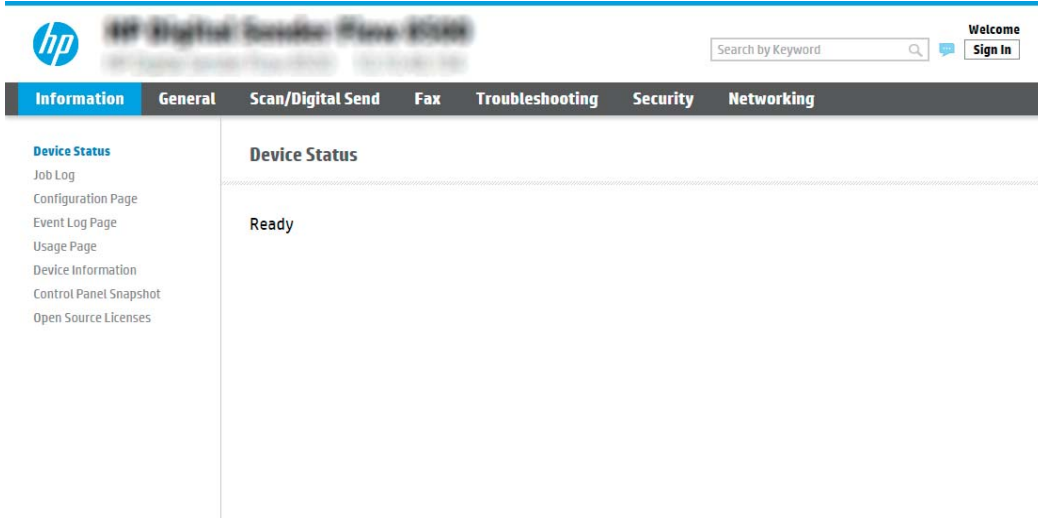 hp
Welcome
Search by Keyword
Sign In
Information General Scan/Digital Send Fax Troubleshooting Security Networking
Device Status
Job Log
Configuration Page
Event Log Page
Usage Page
Device Information
Control Panel Snapshot
Open Source Licenses
Device Status
Ready